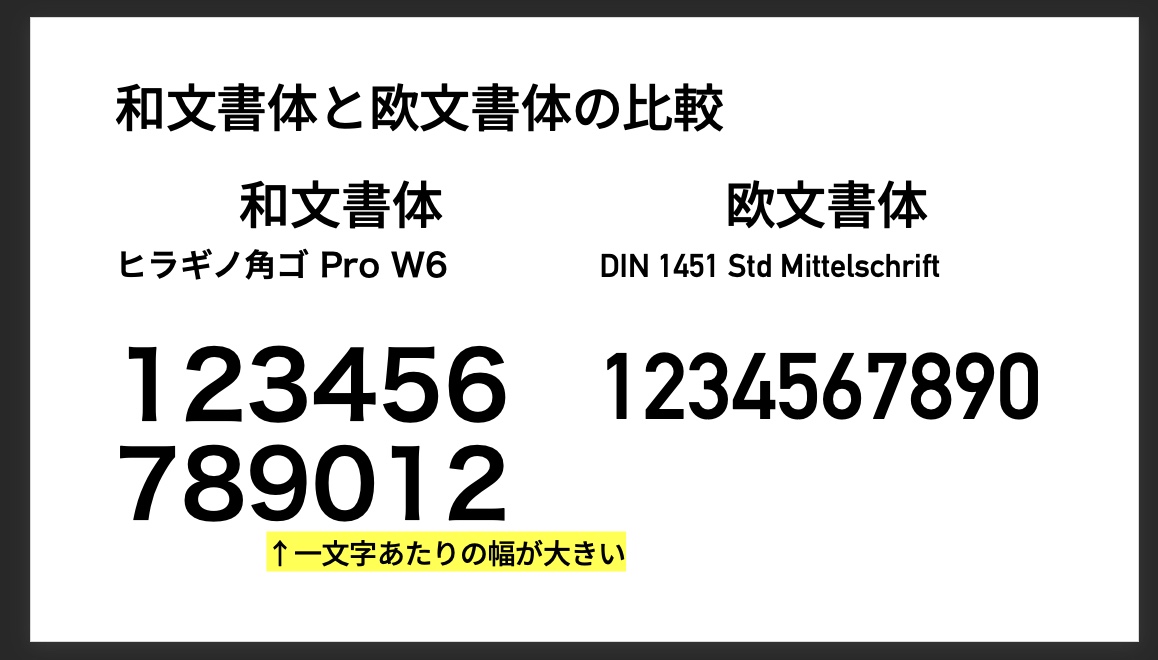 和文書体と欧文書体の比較
和文書体
ヒラギノ角ゴ Pro W6
123456
789012
↑一文字あたりの幅が大きい
欧文書体
DIN 1451 Std Mittelschrift
1234567890